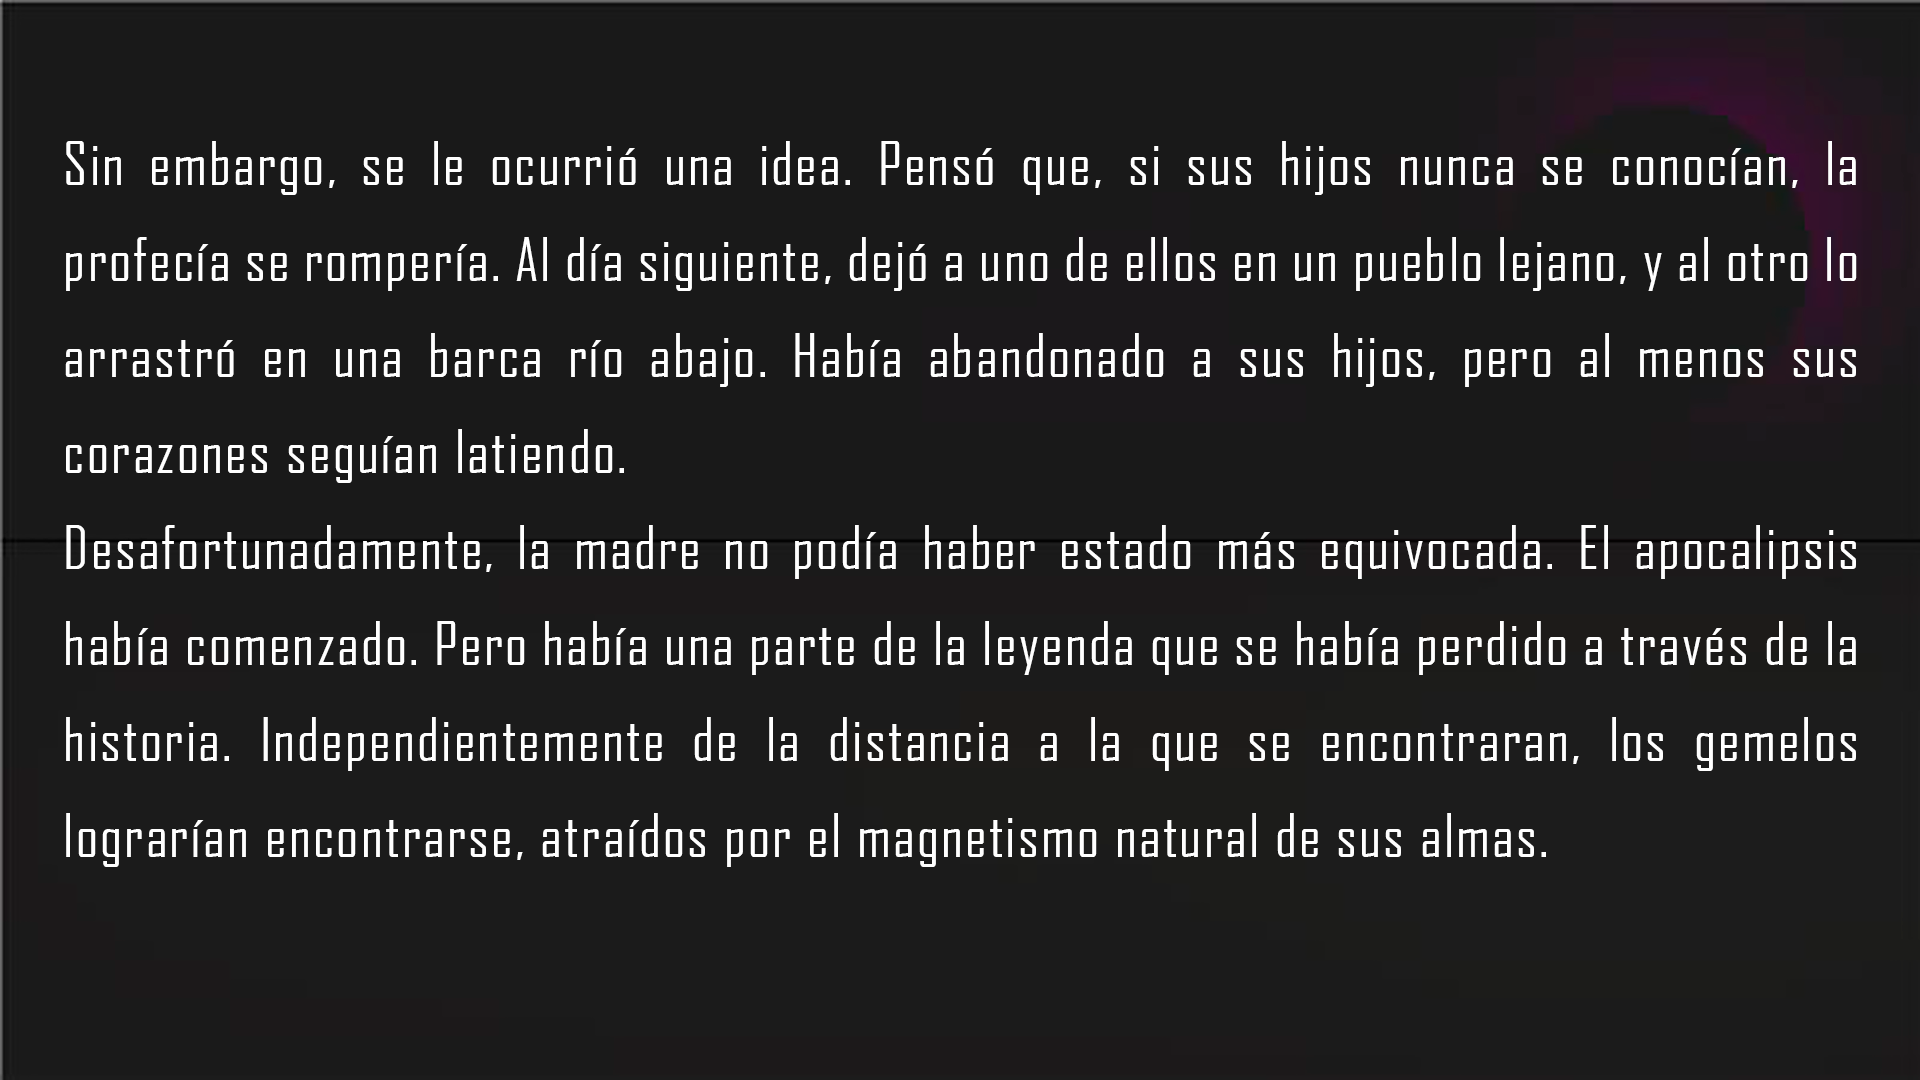 Sin embargo, se le ocurrió una idea. Pensó que, si sus hijos nunca se conocían, la
profecía se rompería. Al día siguiente, dejó a uno de ellos en un pueblo lejano, y al otro lo
arrastró en una barca río abajo. Había abandonado a sus hijos, pero al menos sus
corazones seguían latiendo.
Desafortunadamente, la madre no podía haber estado más equivocada. El apocalipsis
había comenzado. Pero había una parte de la leyenda que se había perdido a través de la
historia. Independientemente de la distancia a la que se encontraran, los gemelos
lograrían encontrarse, atraídos por el magnetismo natural de sus almas.